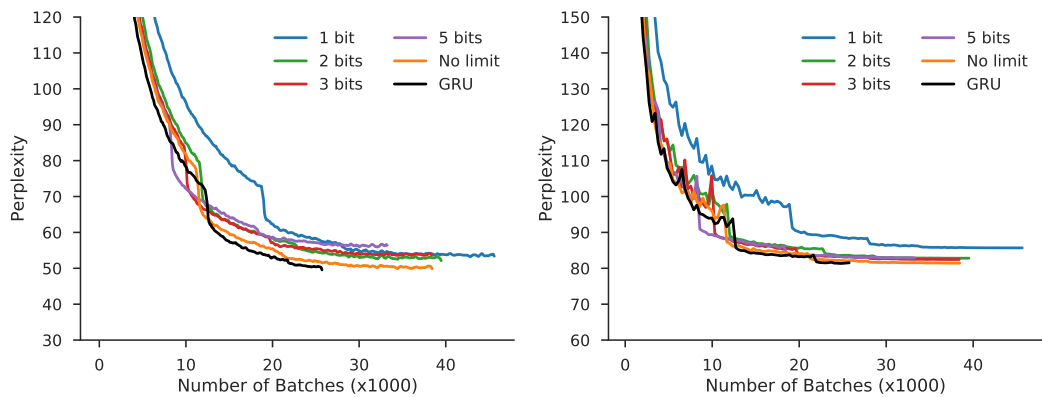 120
110
100
90
80
70
60
50
40
30
Perplexity
1 bit
2 bits
3 bits
5 bits
No limit
GRU
0
10
20
30
40
Number of Batches (x1000)
150
140
130
120
110
100
90
80
70
60
Perplexity
1 bit
2 bits
3 bits
5 bits
No limit
GRU
0
10
20
30
40
Number of Batches (x1000)